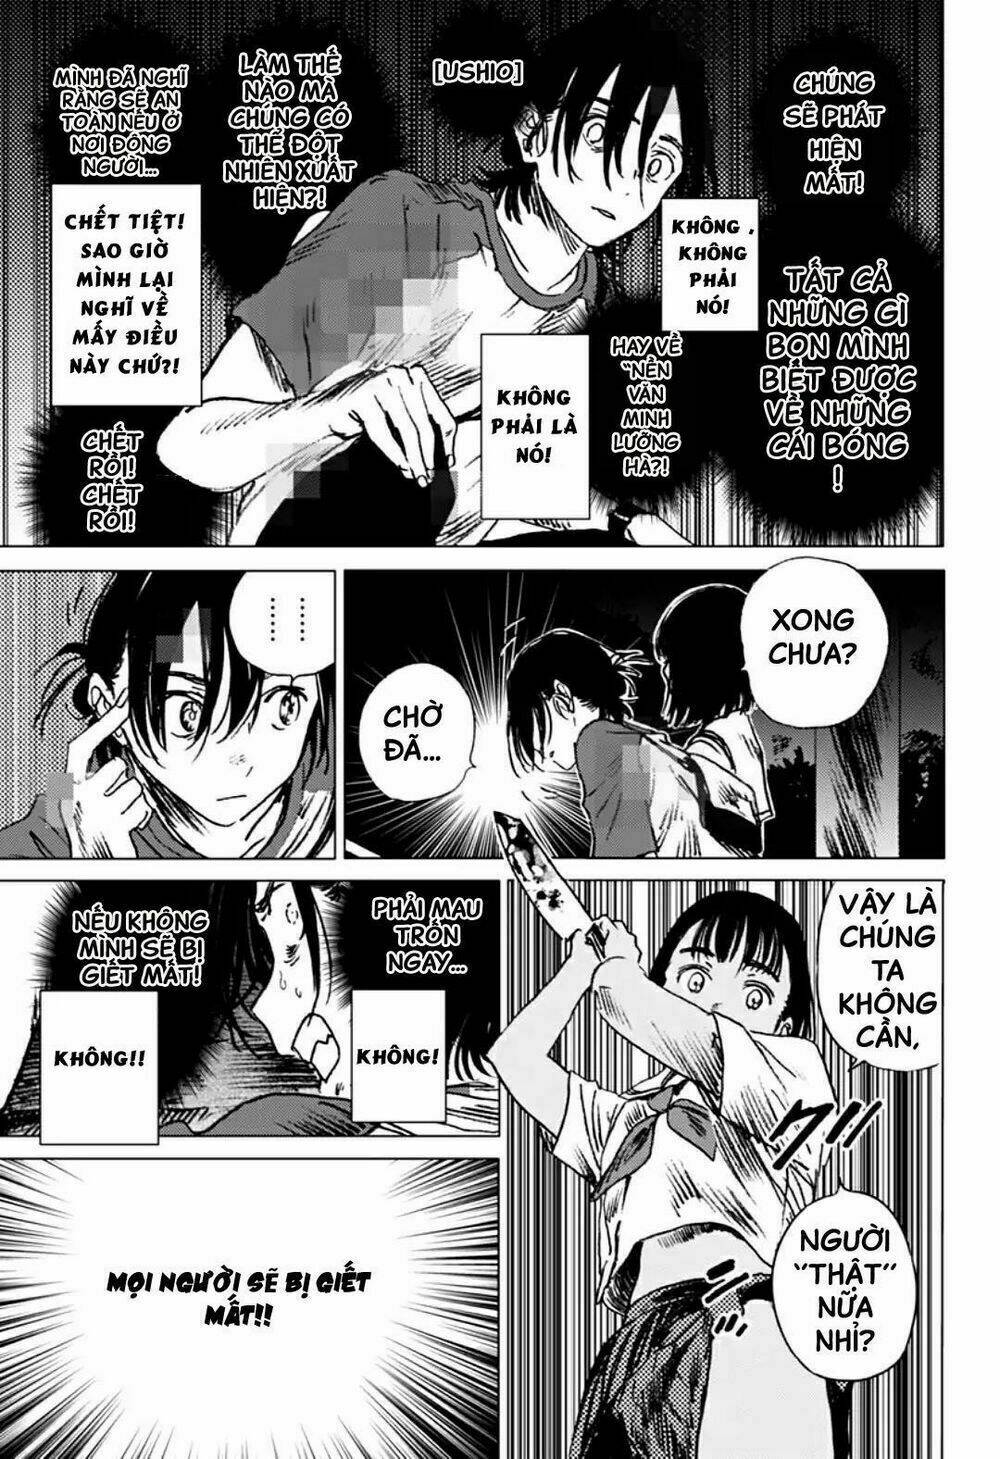 CHÚNG
SẼ PHÁT
HIỆN
MẤT!
TẤT CẢ
NHỮNG GÌ
BỌN MÌNH
BIẾT ĐƯỢC
VỀ NHỮNG
CÁI BÓNG
!
KHÔNG ,
KHÔNG
PHẢI
NÓ!
HAY VỀ
"NỀN
VĂN
MINH
LƯỠNG
HÀ?!
[USHIO]
KHÔNG
PHẢI LÀ
NÓ!
LÀM THẾ
NÀO MÀ
CHÚNG CÓ
THỂ ĐỘT
NHIÊN XUẤT
HIỆN?!
MÌNH ĐÃ NGHĨ
RẰNG SẼ AN
TOÀN NẾU Ở
NƠI ĐÔNG
NGƯỜI...
CHẾT TIỆT!
SAO GIỜ
MÌNH LẠI
NGHĨ VỀ
MẤY ĐIỀU
NÀY CHỨ?!
CHẾT
RỒI!
CHẾT
RỒI!
XONG
CHƯA?
CHỜ
ĐÃ...
......
VẬY LÀ
CHÚNG
TA
KHÔNG
CẦN,
グリ
NGƯỜI
"THẬT"
NỮA
NHỈ?
PHẢI MAU
TRỐN
NGAY...
KHÔNG!
NẾU KHÔNG
MÌNH SẼ BỊ
GIẾT MẤT!
KHÔNG!!
MỌI NGƯỜI SẼ BỊ GIẾT
MẤT!!